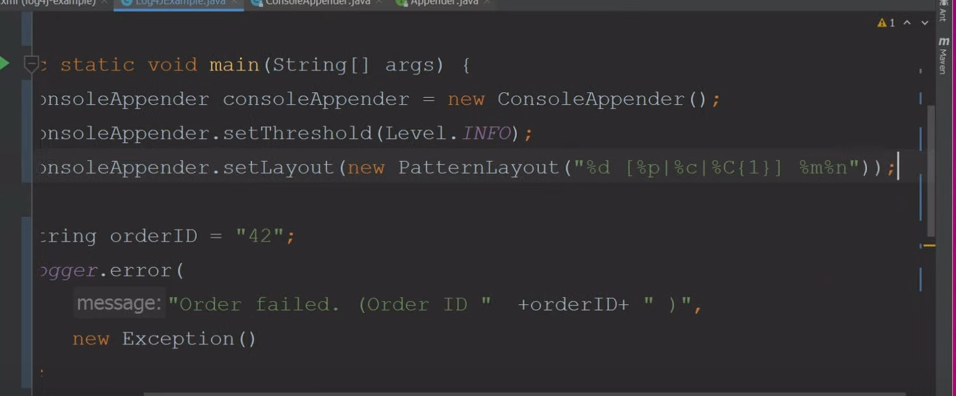 xml (log4j-example)
Log4JExample.java
ConsoleAppender.java
Appender.java
1
Ant
m
Maven
c static void main(String[] args) {
onsoleAppender consoleAppender = new ConsoleAppender();
onsoleAppender.setThreshold(Level.INFO);
onsoleAppender.setLayout(new PatternLayout("%d [%p|%c|%C{1}] %m%n"));
tring orderID = "42";
ogger.error(
message: "Order failed. (Order ID "  +orderID+ " )",
new Exception()
;